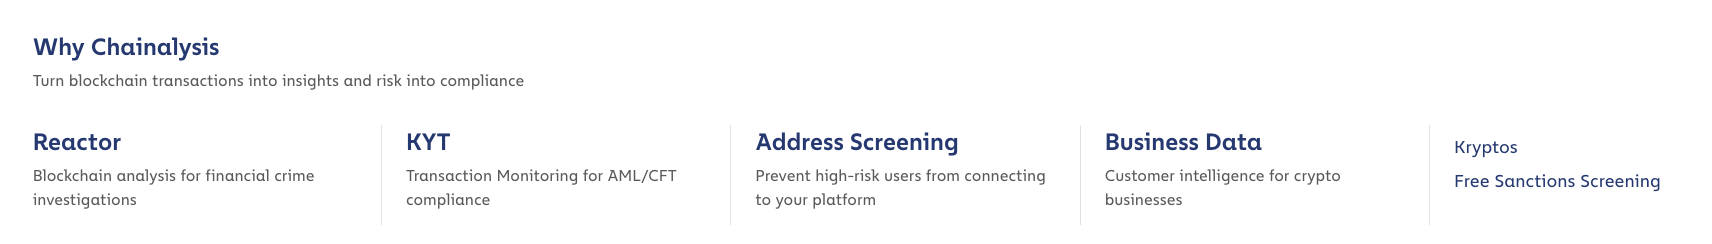 Why Chainalysis
Turn blockchain transactions into insights and risk into compliance
Reactor
Blockchain analysis for financial crime
investigations
KYT
Transaction Monitoring for AML/CFT
compliance
Address Screening
Prevent high-risk users from connecting
to your platform
Business Data
Customer intelligence for crypto
businesses
Kryptos
Free Sanctions Screening